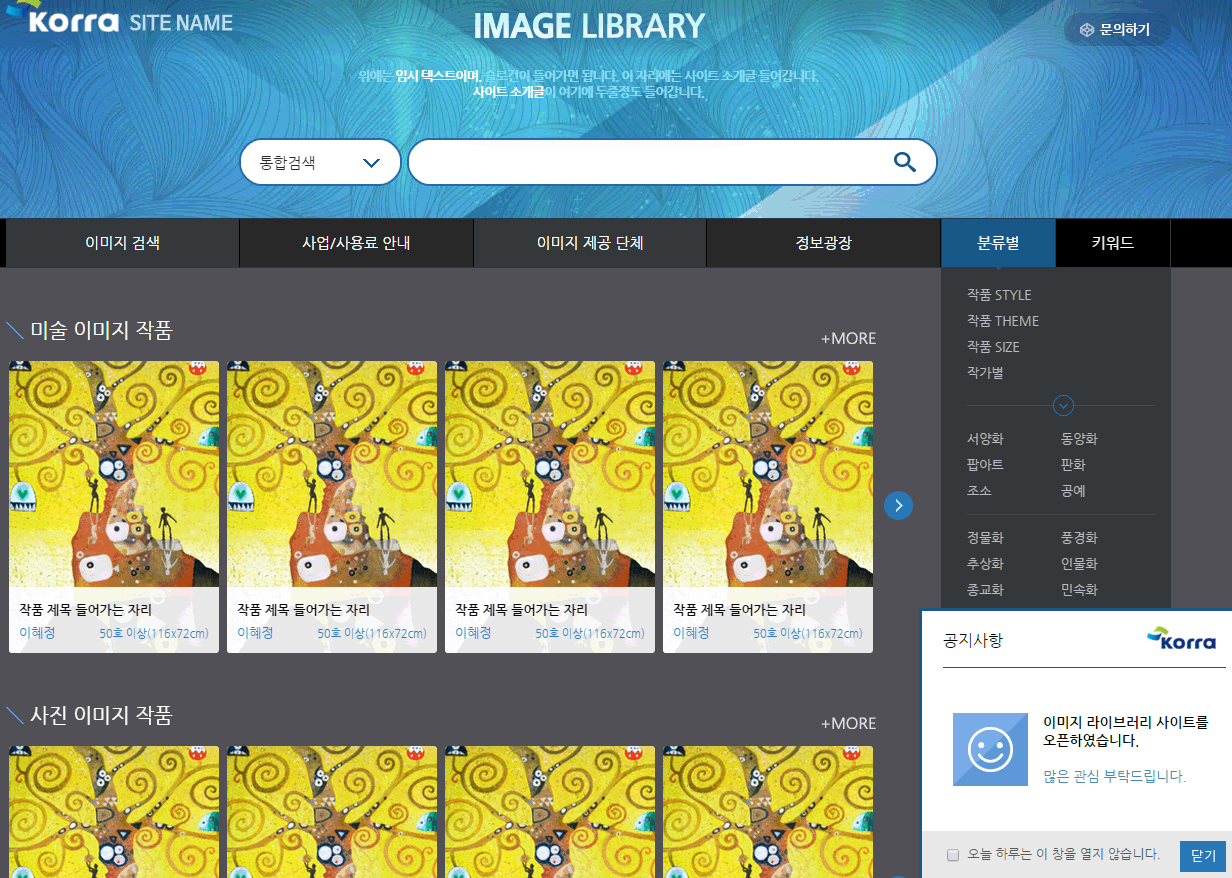 Korra SITE NAME
IMAGE LIBRARY
문의하기
위에는 임시 텍스트이며, 슬로건이 들어가면 됩니다. 이 자리에는 사이트 소개글 들어갑니다.
사이트 소개글이 여기에 두줄정도 들어갑니다.
통합검색
이미지 검색
사업/사용료 안내
이미지 제공 단체
정보광장
분류별
키워드
작품 STYLE
작품 THEME
작품 SIZE
작가별
서양화 동양화
팝아트 판화
조소 공예
정물화 풍경화
추상화 인물화
종교화 민속화
미술 이미지 작품
+MORE
작품 제목 들어가는 자리
이혜정 50호 이상(116x72cm)
작품 제목 들어가는 자리
이혜정 50호 이상(116x72cm)
작품 제목 들어가는 자리
이혜정 50호 이상(116x72cm)
작품 제목 들어가는 자리
이혜정 50호 이상(116x72cm)
사진 이미지 작품
+MORE
공지사항
Korra
이미지 라이브러리 사이트를
오픈하였습니다.
많은 관심 부탁드립니다.
오늘 하루는 이 창을 열지 않습니다.
닫기